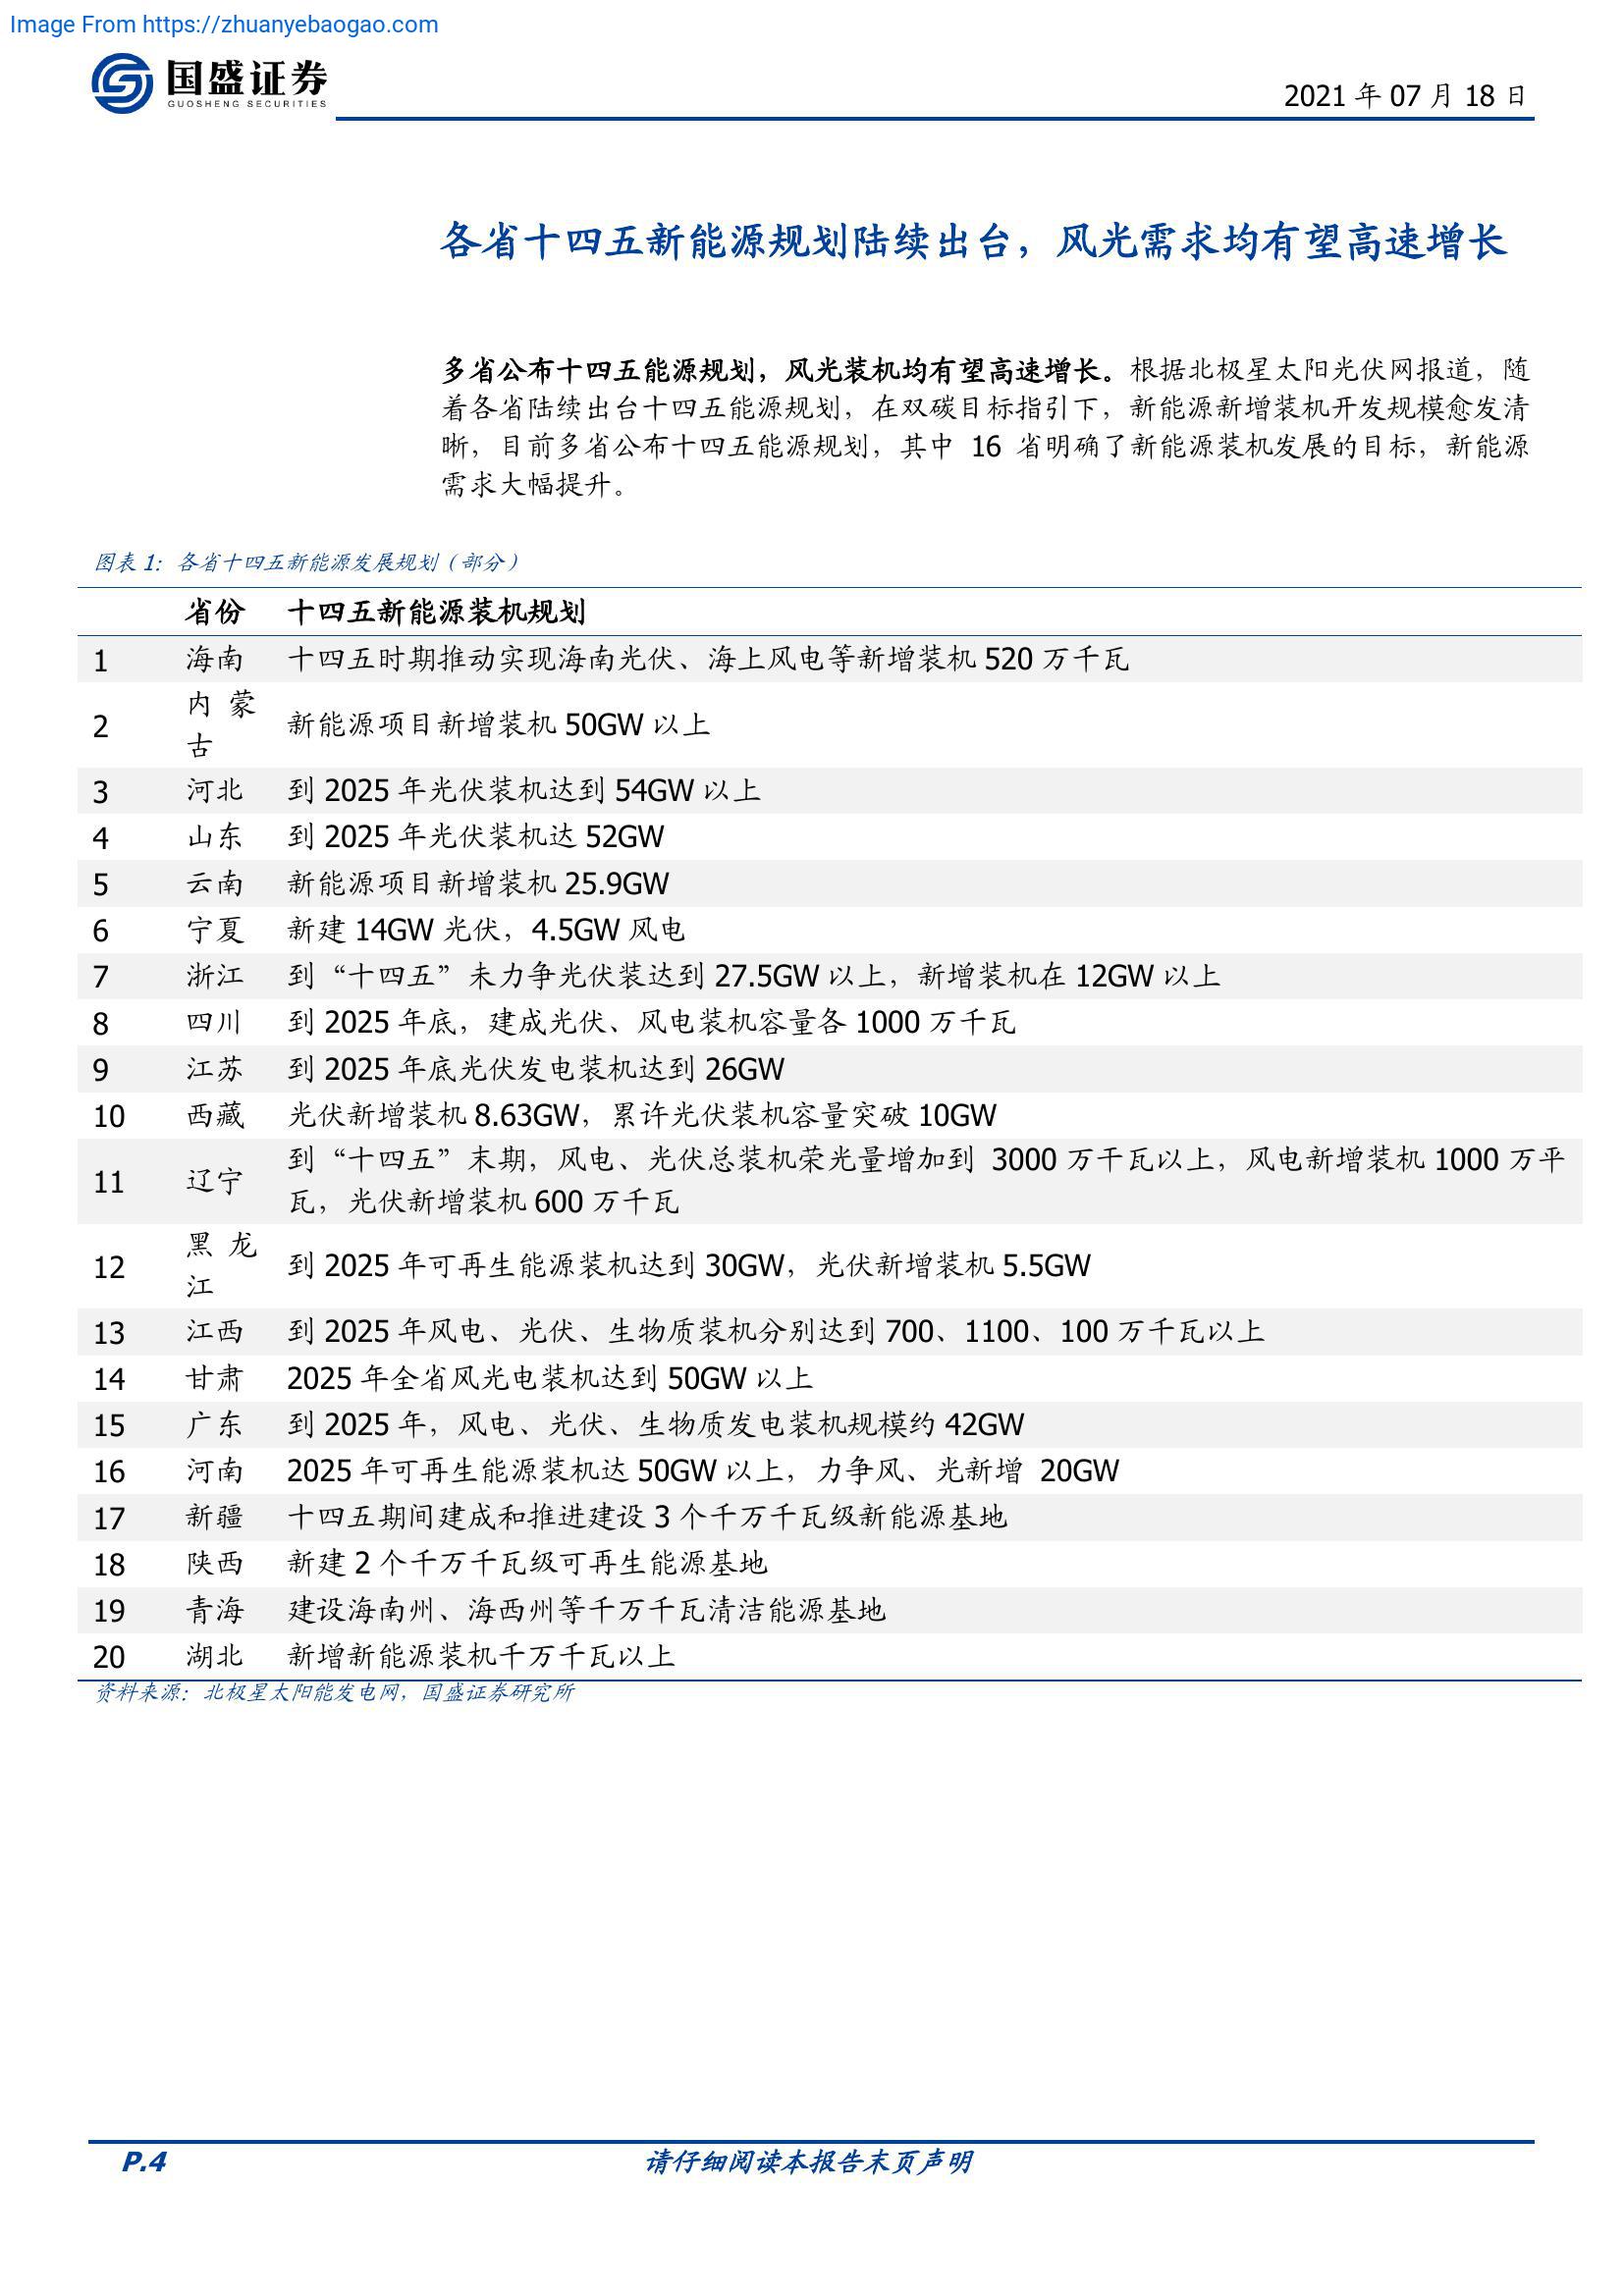 Image From https://zhuanyebaogao.com
国盛证券
GUOSHENG SECURITIES
2021 年 07 月 18 日
各省十四五新能源规划陆续出台，风光需求均有望高速增长
多省公布十四五能源规划，风光装机均有望高速增长。根据北极星太阳光伏网报道，随
着各省陆续出台十四五能源规划，在双碳目标指引下，新能源新增装机开发规模愈发清
晰，目前多省公布十四五能源规划，其中 16 省明确了新能源装机发展的目标，新能源
需求大幅提升。
图表 1：各省十四五新能源发展规划（部分）
省份 十四五新能源装机规划
1 海南 十四五时期推动实现海南光伏、海上风电等新增装机 520 万千瓦
2 内蒙古 新能源项目新增装机 50GW 以上
3 河北 到 2025 年光伏装机达到 54GW 以上
4 山东 到 2025 年光伏装机达 52GW
5 云南 新能源项目新增装机 25.9GW
6 宁夏 新建 14GW 光伏，4.5GW 风电
7 浙江 到“十四五”未力争光伏装达到 27.5GW 以上，新增装机在 12GW 以上
8 四川 到 2025 年底，建成光伏、风电装机容量各 1000 万千瓦
9 江苏 到 2025 年底光伏发电装机达到 26GW
10 西藏 光伏新增装机 8.63GW，累许光伏装机容量突破 10GW
11 辽宁 到“十四五”末期，风电、光伏总装机荣光量增加到 3000 万干瓦以上，风电新增装机 1000 万平
瓦，光伏新增装机 600 万千瓦
12 黑龙江 到 2025 年可再生能源装机达到 30GW，光伏新增装机 5.5GW
13 江西 到 2025 年风电、光伏、生物质装机分别达到 700、1100、100 万千瓦以上
14 甘肃 2025 年全省风光电装机达到 50GW 以上
15 广东 到 2025 年，风电、光伏、生物质发电装机规模约 42GW
16 河南 2025 年可再生能源装机达 50GW 以上，力争风、光新增 20GW
17 新疆 十四五期间建成和推进建设 3 个千万千瓦级新能源基地
18 陕西 新建 2 个千万千瓦级可再生能源基地
19 青海 建设海南州、海西州等千万千瓦清洁能源基地
20 湖北 新增新能源装机千万千瓦以上
资料来源：北极星太阳能发电网，国盛证券研究所
P.4 请仔细阅读本报告末页声明